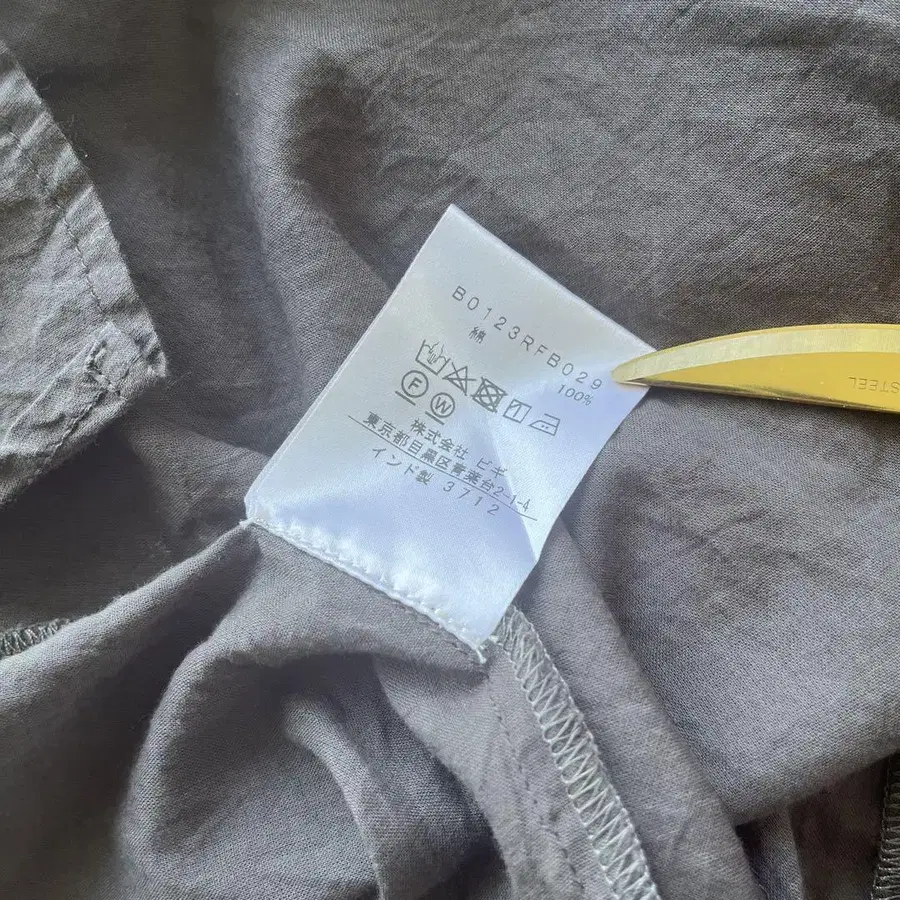 B0123RFB029
綿 100%
F W
株式会社 ビギ
東京都目黒区青葉台2-1-4
インド製 3712
STEEL